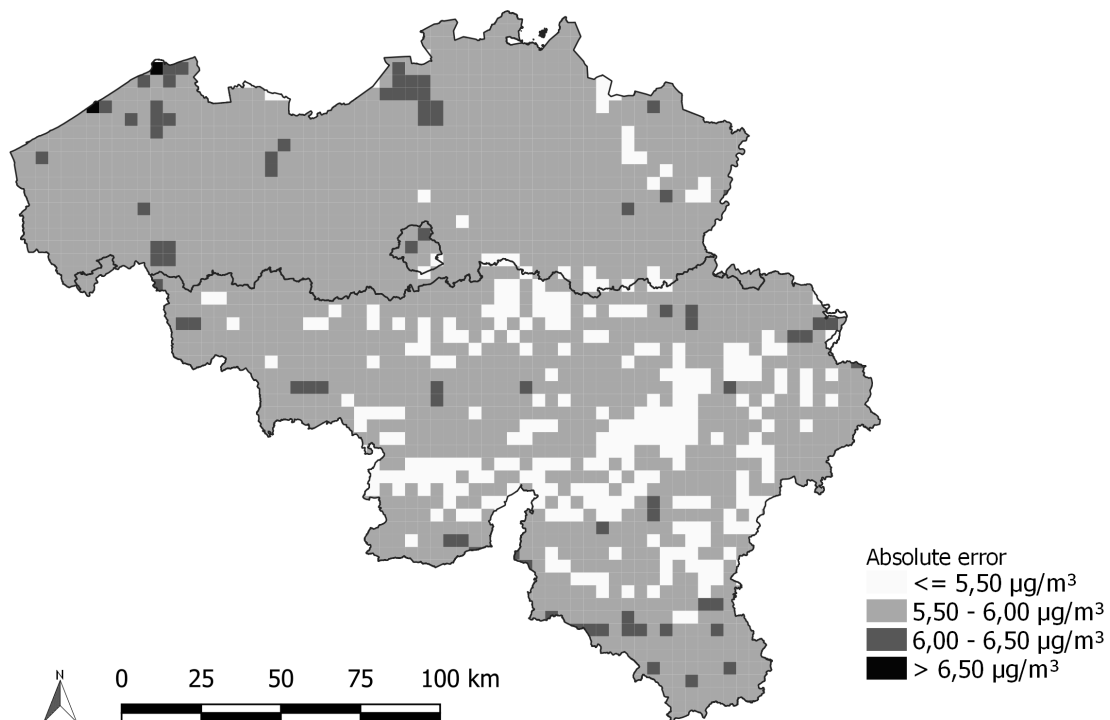 Absolute error
<= 5,50 µg/m³
5,50 - 6,00 µg/m³
6,00 - 6,50 µg/m³
> 6,50 µg/m³
N
0 25 50 75 100 km